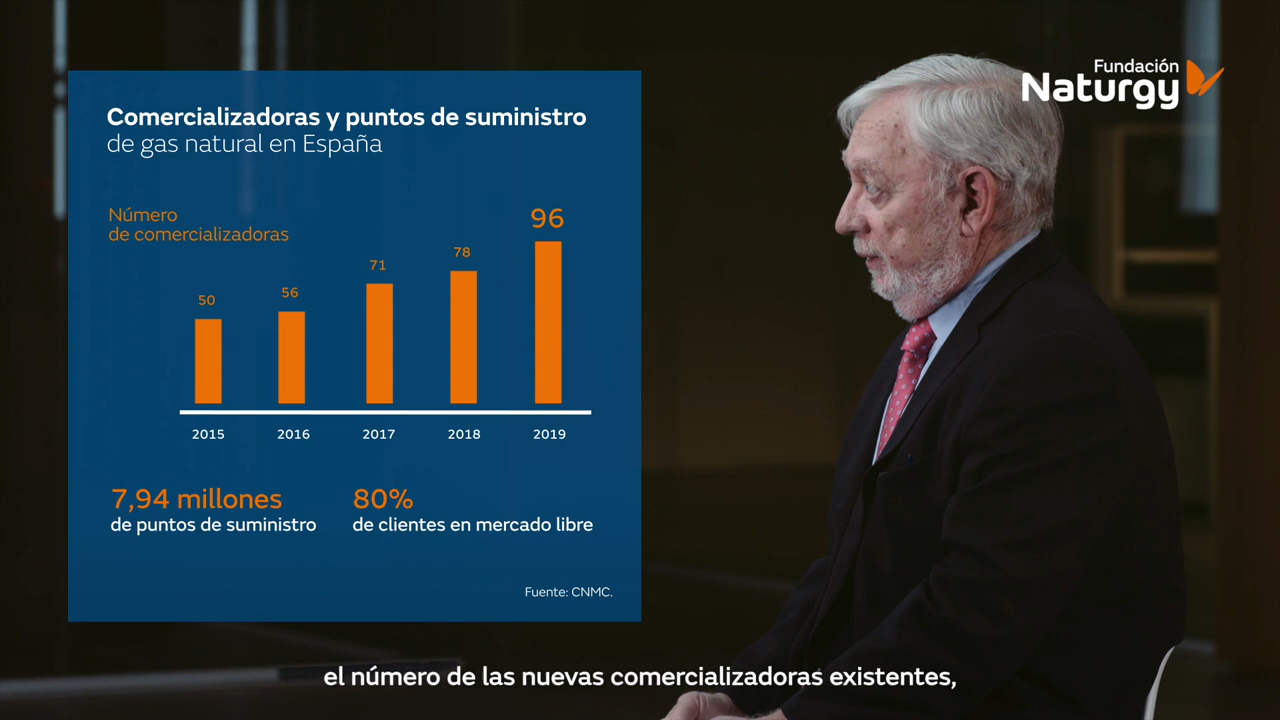 Fundación
Naturgy
Comercializadoras y puntos de suministro
de gas natural en España
Número
de comercializadoras
50
56
71
78
96
2015
2016
2017
2018
2019
7,94 millones
de puntos de suministro
80%
de clientes en mercado libre
Fuente: CNMC.
el número de las nuevas comercializadoras existentes,